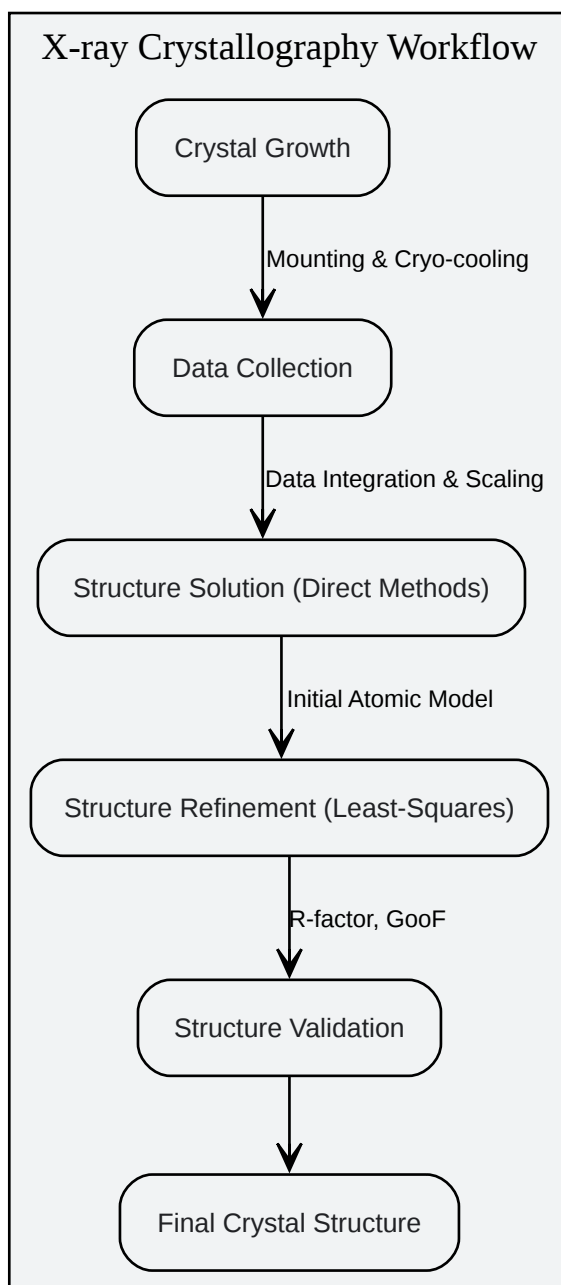 X-ray Crystallography Workflow
Crystal Growth
Mounting & Cryo-cooling
Data Collection
Data Integration & Scaling
Structure Solution (Direct Methods)
Initial Atomic Model
Structure Refinement (Least-Squares)
R-factor, GooF
Structure Validation
Final Crystal Structure